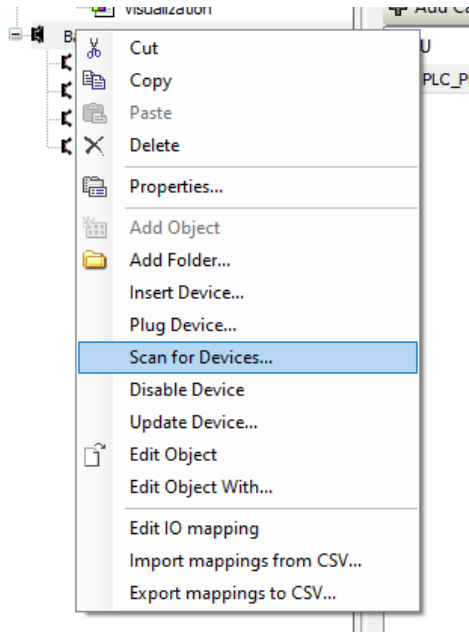 Visualization
Cut
Copy
Paste
Delete
Properties...
Add Object
Add Folder...
Insert Device...
Plug Device...
Scan for Devices...
Disable Device
Update Device...
Edit Object
Edit Object With...
Edit IO mapping
Import mappings from CSV...
Export mappings to CSV...
Add